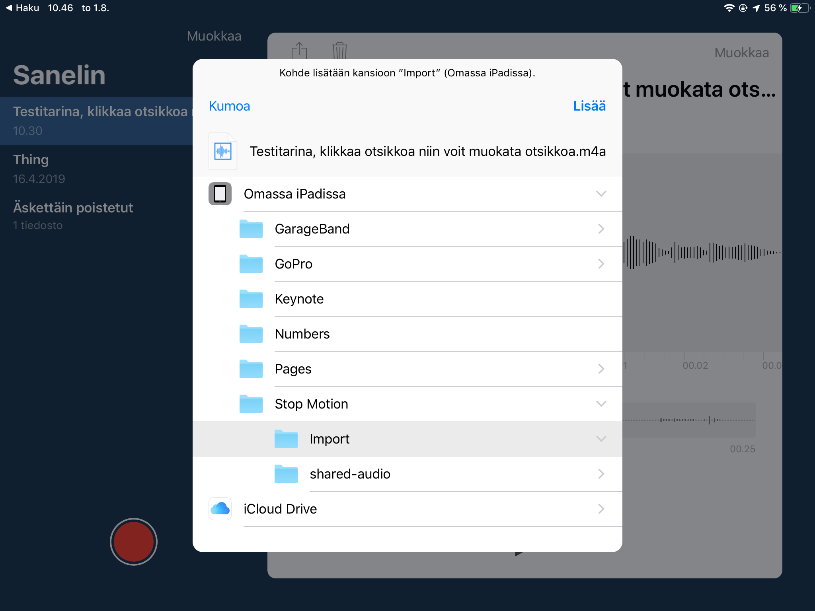 Haku 10.46 to 1.8. 56 %
Muokkaa
Sanelin
Testitarina, klikkaa otsikkoa
10.30
Thing
16.4.2019
Äskettäin poistetut
1 tiedosto
Kohde lisätään kansioon ”Import” (Omassa iPadissa).
Kumoa Lisää
Testitarina, klikkaa otsikkoa niin voit muokata otsikkoa.m4a
Omassa iPadissa
GarageBand
GoPro
Keynote
Numbers
Pages
Stop Motion
Import
shared-audio
iCloud Drive
Muokkaa
t muokata ots...
1 00.02 00.0
00.25